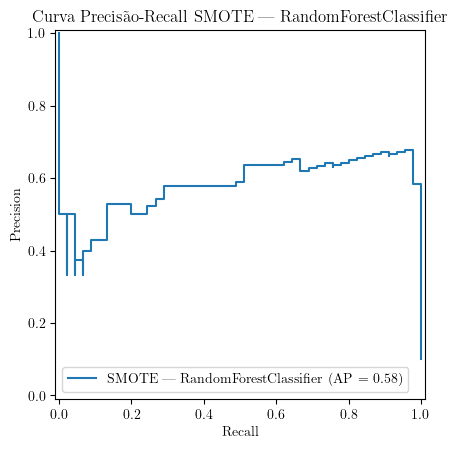 Curva Precisão-Recall SMOTE — RandomForestClassifier
1.0
0.8
0.6
0.4
0.2
0.0
Precision
SMOTE — RandomForestClassifier (AP = 0.58)
0.0 0.2 0.4 0.6 0.8 1.0
Recall